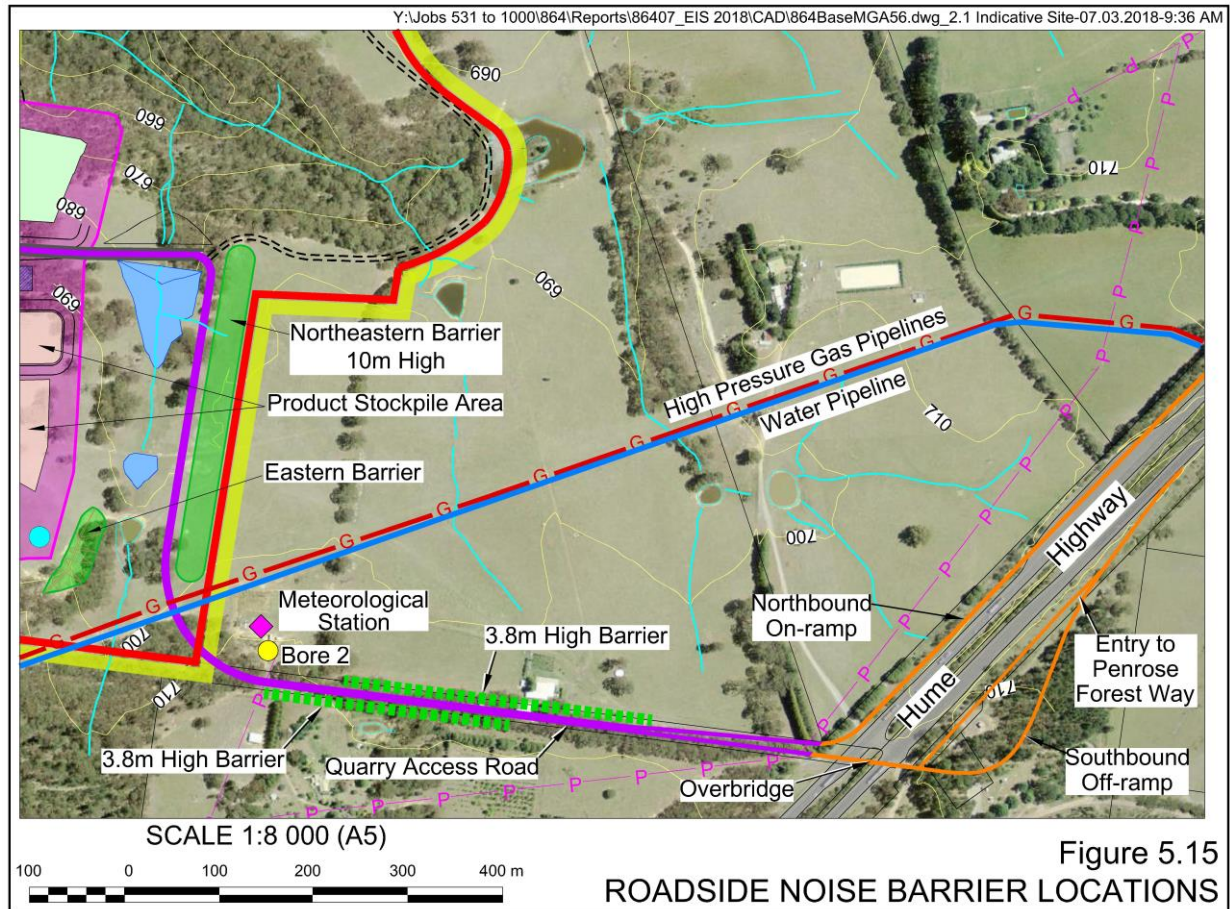 Y:\Jobs 531 to 1000\864\Reports\86407_EIS 2018\CAD\864BaseMGA56.dwg_2.1 Indicative Site-07.03.2018-9:36 AM
690
P
P
P
P
P
660
670
680
710
P
690
690
Northeastern Barrier
10m High
Product Stockpile Area
Eastern Barrier
High Pressure Gas Pipelines
Water Pipeline
G
G
G
G
G
G
G
G
G
G
P
P
710
P
P
700
Highway
Hume
Northbound
On-ramp
Entry to
Penrose
Forest Way
Meteorological
Station
Bore 2
3.8m High Barrier
3.8m High Barrier
Quarry Access Road
700
710
710
P
P
P
P
P
P
P
P
P
P
P
P
P
Overbridge
Southbound
Off-ramp
SCALE 1:8 000 (A5)
100 0 100 200 300 400 m
Figure 5.15
ROADSIDE NOISE BARRIER LOCATIONS